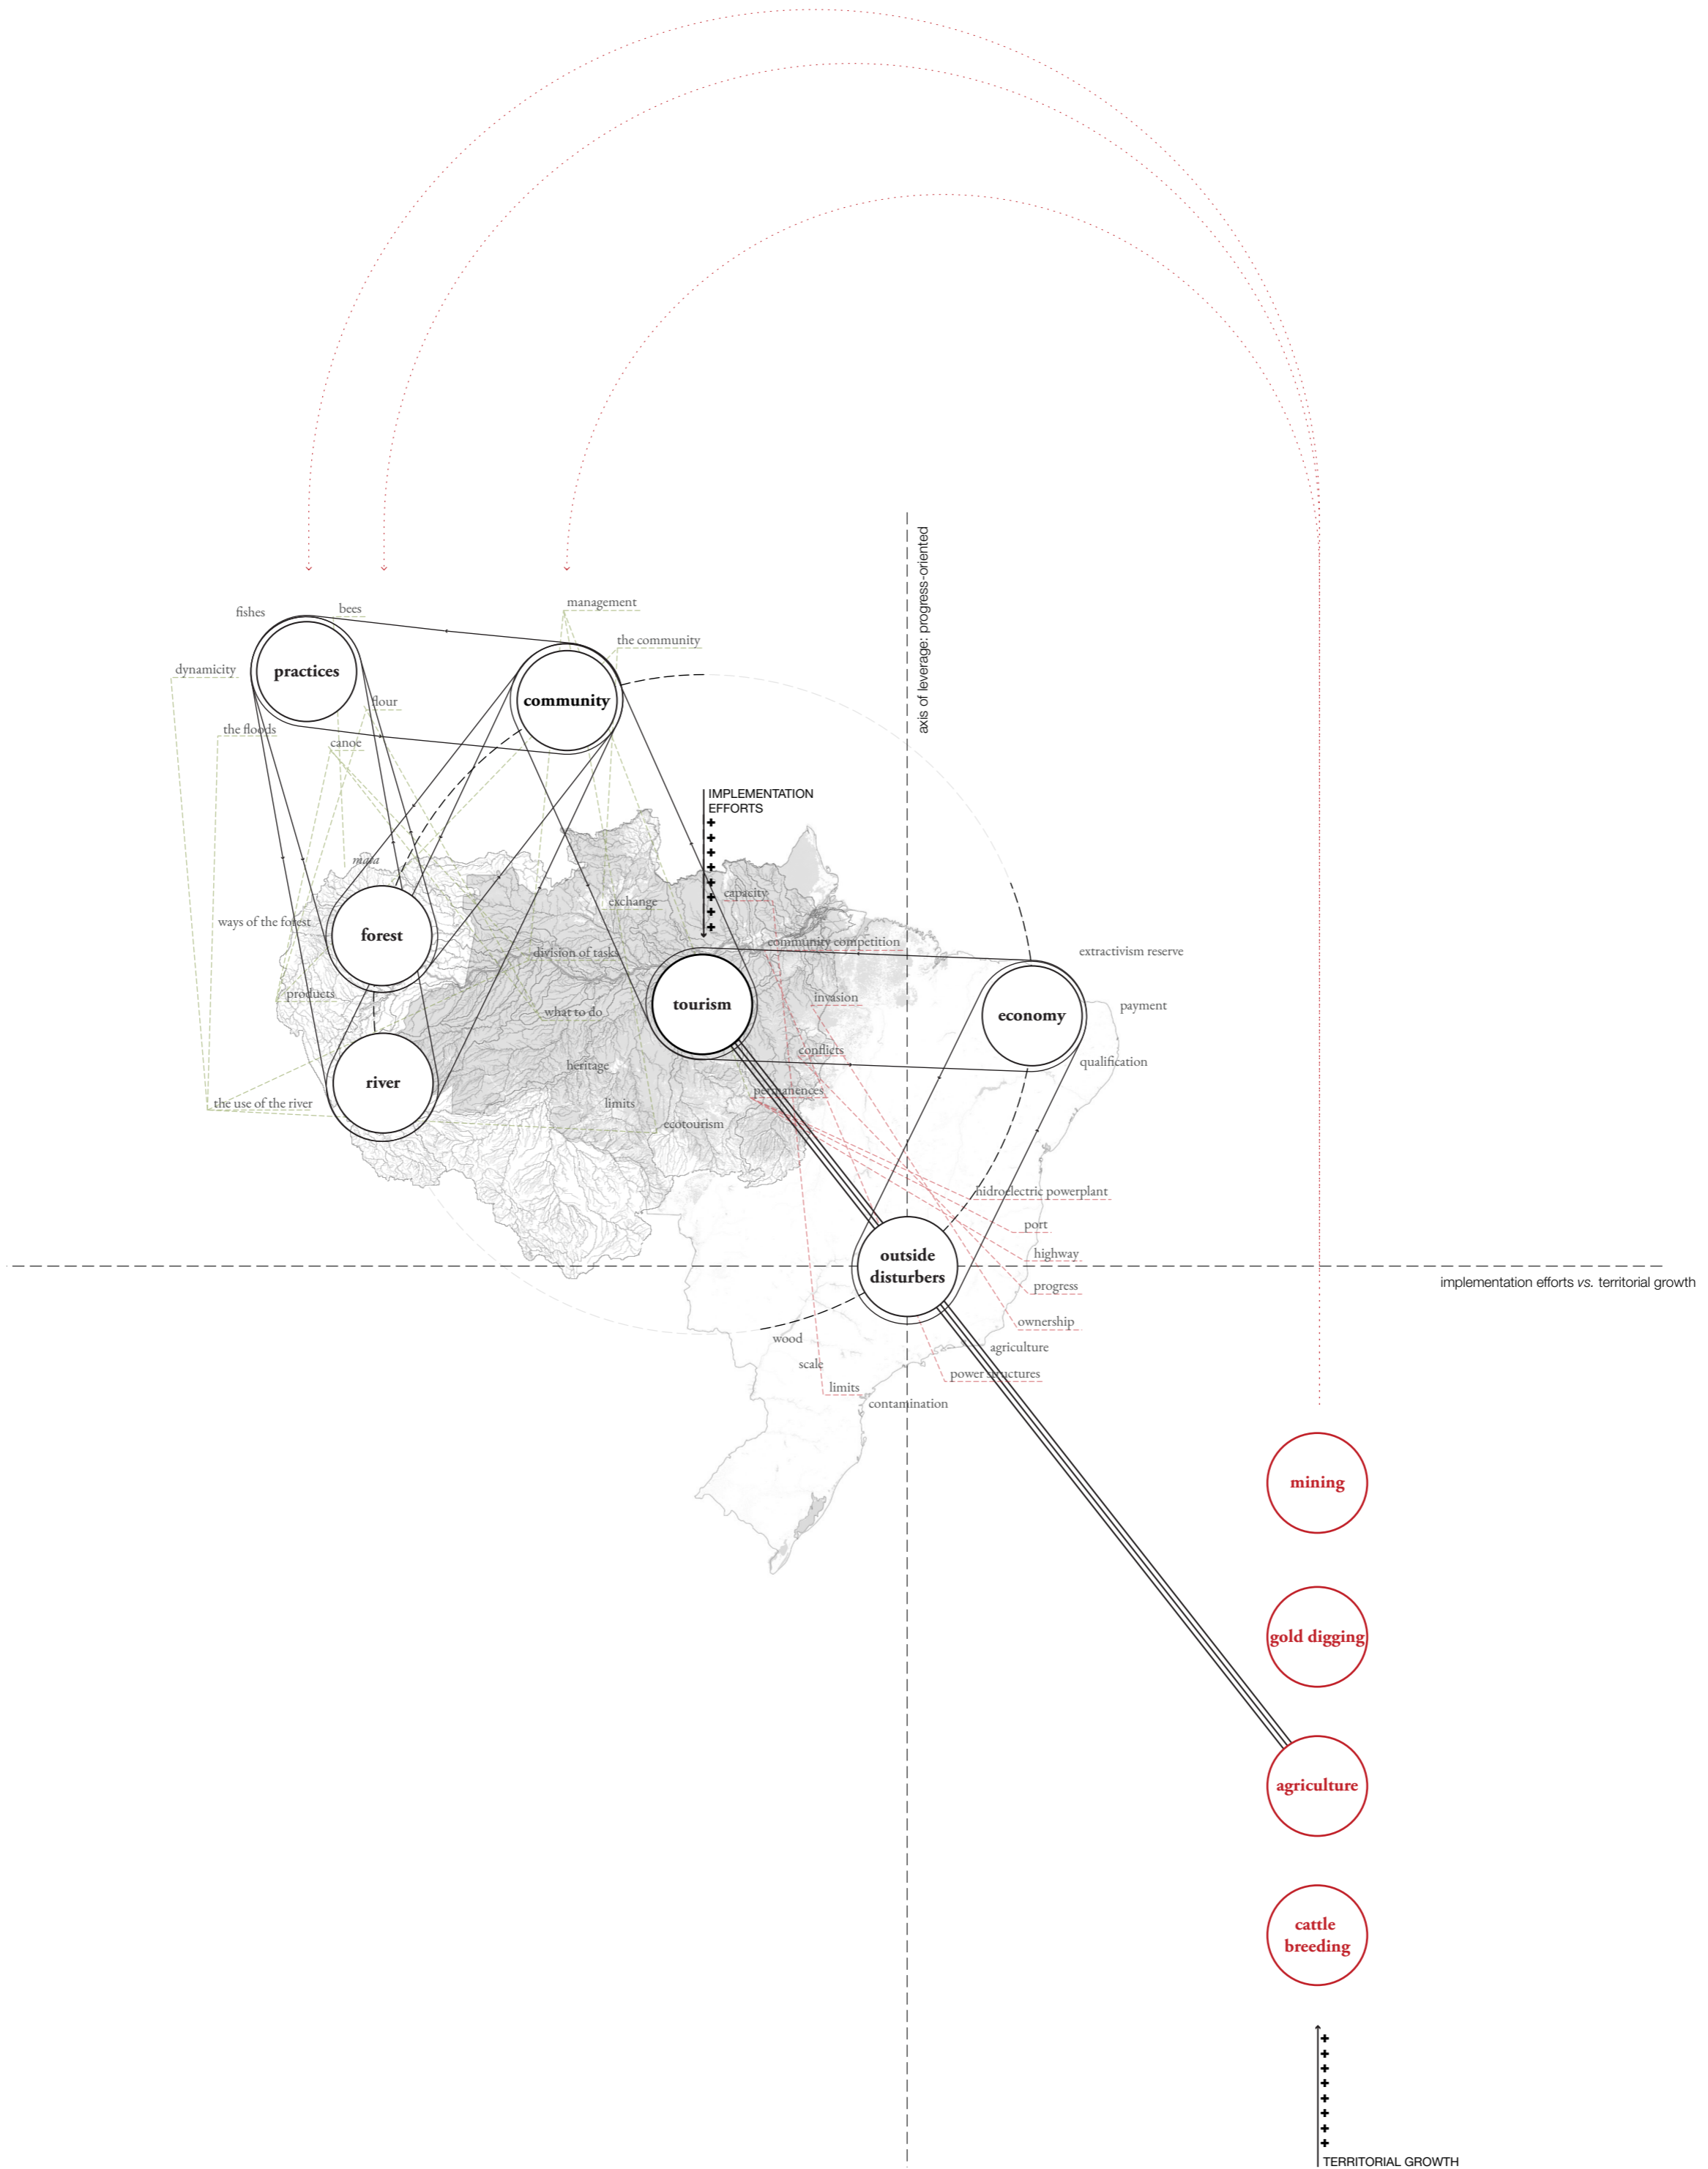 axis of leverage: progress-oriented
management
fishes
bees
the community
dynamicity
practices
community
flour
the floods
canoe
IMPLEMENTATION
EFFORTS
mata
capacity
exchange
ways of the forest
forest
community competition
division of tasks
extractivism reserve
products
tourism
invasion
payment
what to do
economy
conflicts
heritage
qualification
river
permanences
the use of the river
limits
ecotourism
hidroelectric powerplant
port
highway
outside
disturbers
implementation efforts vs. territorial growth
progress
ownership
wood
agriculture
scale
power structures
limits
contamination
mining
gold digging
agriculture
cattle
breeding
TERRITORIAL GROWTH